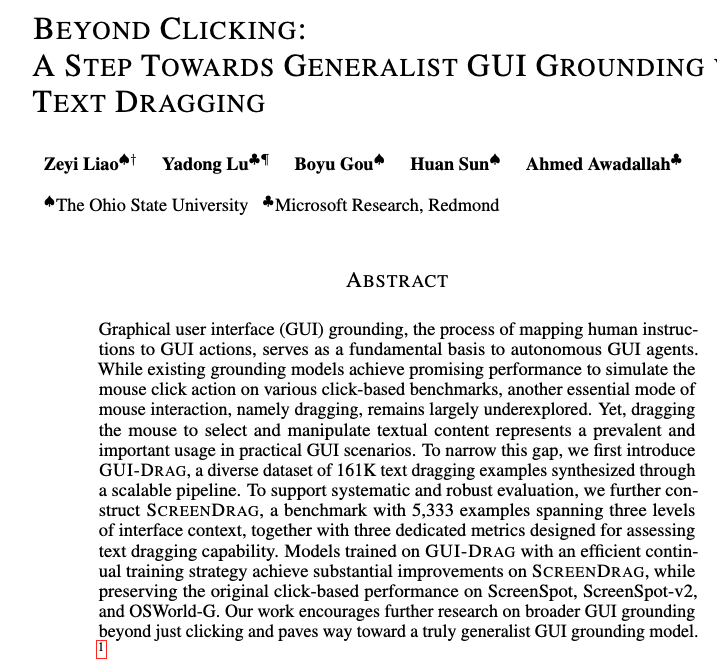 BEYOND CLICKING:
A STEP TOWARDS GENERALIST GUI GROUNDING
TEXT DRAGGING
Zeyi Liao♠† Yadong Lu♣¶ Boyu Gou♠ Huan Sun♠ Ahmed Awadallah♣
♠The Ohio State University ♣Microsoft Research, Redmond
ABSTRACT
Graphical user interface (GUI) grounding, the process of mapping human instruc-
tions to GUI actions, serves as a fundamental basis to autonomous GUI agents.
While existing grounding models achieve promising performance to simulate the
mouse click action on various click-based benchmarks, another essential mode of
mouse interaction, namely dragging, remains largely underexplored. Yet, dragging
the mouse to select and manipulate textual content represents a prevalent and
important usage in practical GUI scenarios. To narrow this gap, we first introduce
GUI-DRAG, a diverse dataset of 161K text dragging examples synthesized through
a scalable pipeline. To support systematic and robust evaluation, we further con-
struct SCREENDRAG, a benchmark with 5,333 examples spanning three levels
of interface context, together with three dedicated metrics designed for assessing
text dragging capability. Models trained on GUI-DRAG with an efficient contin-
ual training strategy achieve substantial improvements on SCREENDRAG, while
preserving the original click-based performance on ScreenSpot, ScreenSpot-v2,
and OSWorld-G. Our work encourages further research on broader GUI grounding
beyond just clicking and paves way toward a truly generalist GUI grounding model.
1